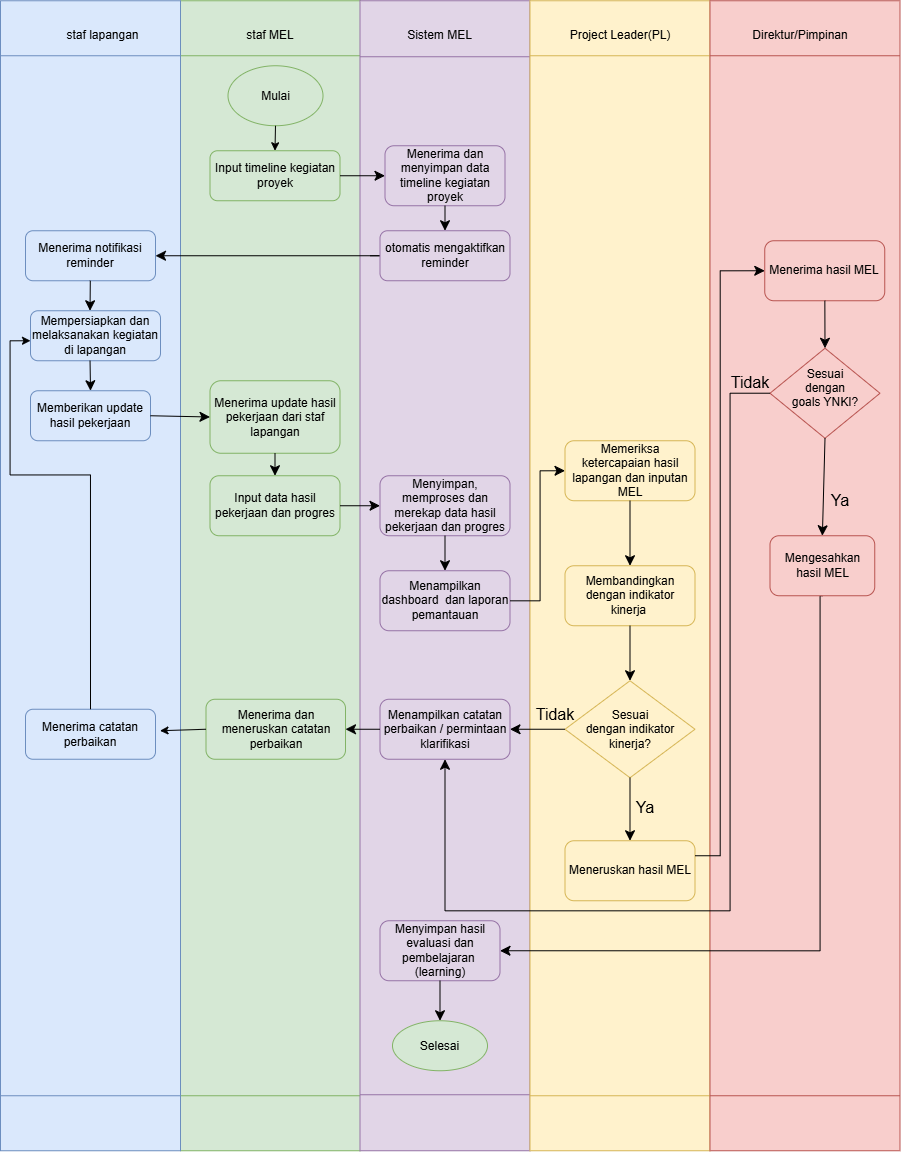 staf lapangan
staf MEL
Sistem MEL
Project Leader(PL)
Direktur/Pimpinan
Mulai
Input timeline kegiatan
proyek
Menerima dan
menyimpan data
timeline kegiatan
proyek
otomatis mengaktifkan
reminder
Menerima notifikasi
reminder
Mempersiapkan dan
melaksanakan kegiatan
di lapangan
Memberikan update
hasil pekerjaan
Menerima update hasil
pekerjaan dari staf
lapangan
Input data hasil
pekerjaan dan progres
Menyimpan,
memproses dan
merekap data hasil
pekerjaan dan progres
Menampilkan
dashboard  dan laporan
pemantauan
Memeriksa
ketercapaian hasil
lapangan dan inputan
MEL
Membandingkan
dengan indikator
kinerja
Sesuai
dengan indikator
kinerja?
Tidak
Menampilkan catatan
perbaikan / permintaan
klarifikasi
Menerima dan
meneruskan catatan
perbaikan
Menerima catatan
perbaikan
Ya
Meneruskan hasil MEL
Menerima hasil MEL
Sesuai
dengan
goals YNKI?
Tidak
Ya
Mengesahkan
hasil MEL
Menyimpan hasil
evaluasi dan
pembelajaran
(learning)
Selesai